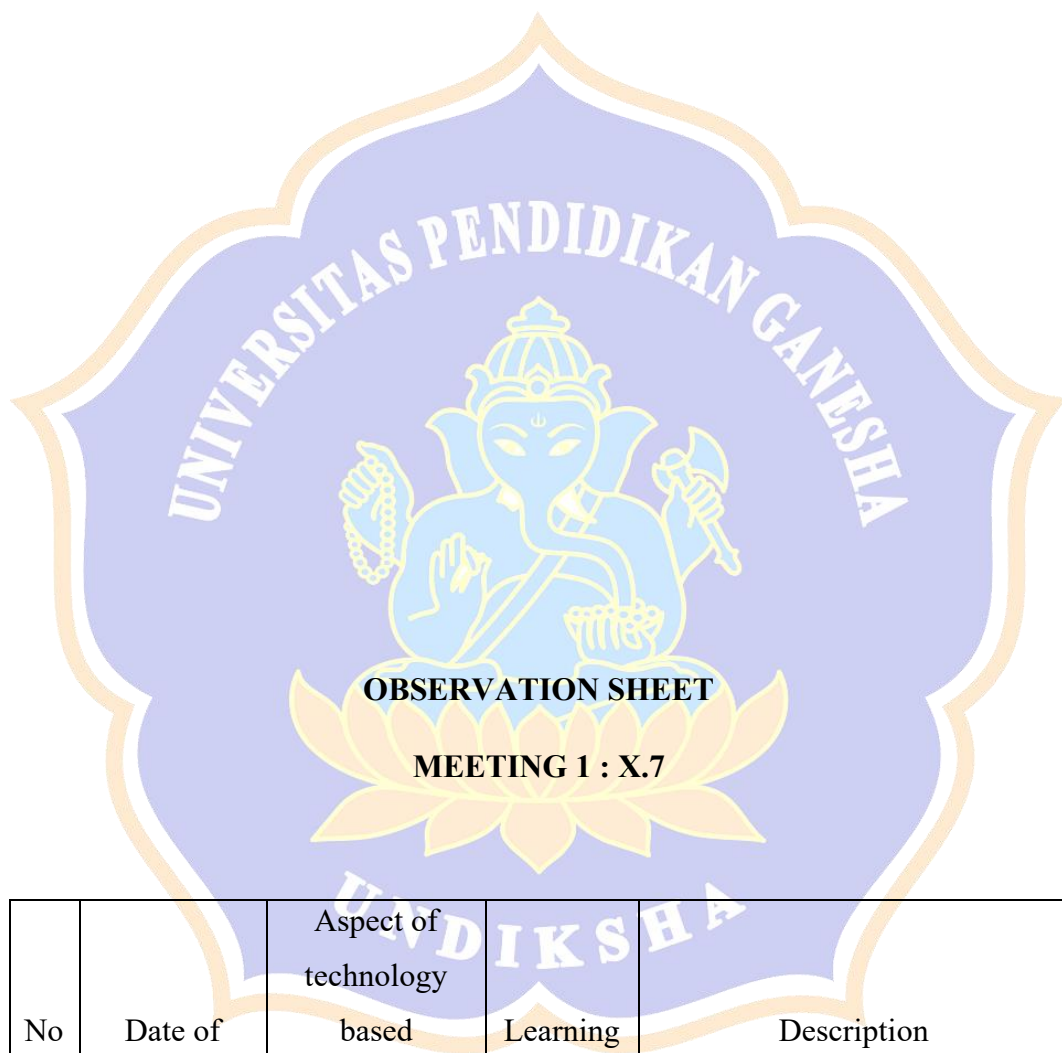 UNIVERSITAS PENDIDIKAN GANESHA
OBSERVATION SHEET
MEETING 1 : X.7
UNDIKSHA
Aspect of
technology
No Date of based Learning Description